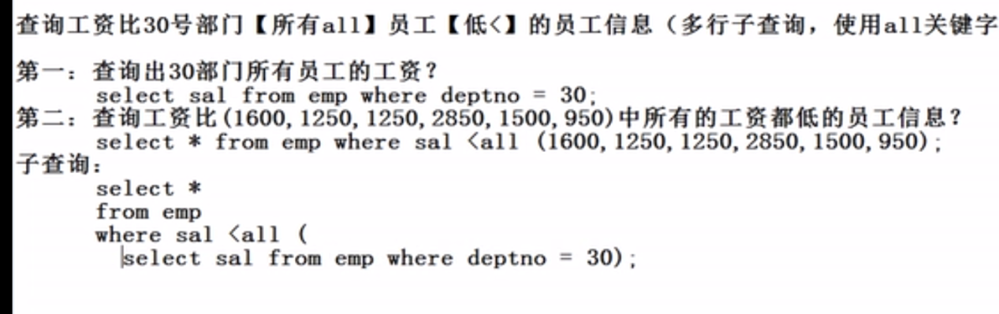 查询工资比30号部门【所有all】员工【低<】的员工信息（多行子查询，使用all关键字
第一：查询出30部门所有员工的工资？
select sal from emp where deptno = 30;
第二：查询工资比(1600,1250,1250,2850,1500,950)中所有的工资都低的员工信息？
select * from emp where sal <all (1600,1250,1250,2850,1500,950);
子查询：
select *
from emp
where sal <all (
select sal from emp where deptno = 30);